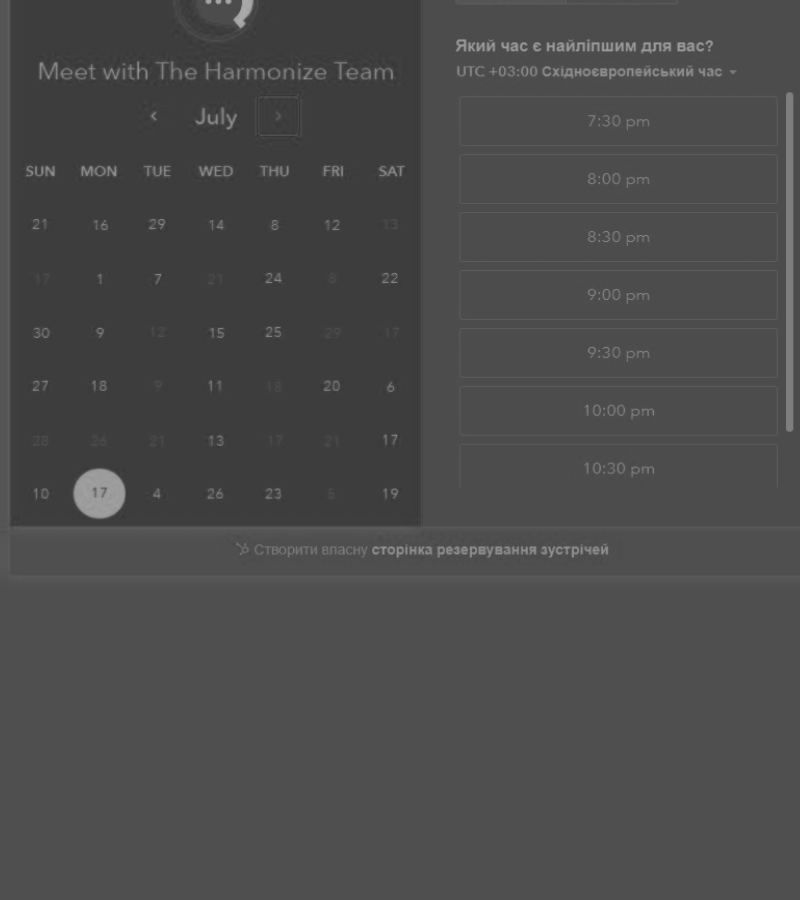 Meet with The Harmonize Team
July
SUN MON TUE WED THU FRI SAT
21 16 29 14 8 12 13
17 1 7 21 24 8 22
30 9 12 15 25 29 17
27 18 9 11 18 20 6
28 26 21 13 17 21 17
10 17 4 26 23 5 19
Який час є найліпшим для вас?
UTC +03:00 Східноєвропейський час
7:30 pm
8:00 pm
8:30 pm
9:00 pm
9:30 pm
10:00 pm
10:30 pm
Створити власну сторінка резервування зустрічей